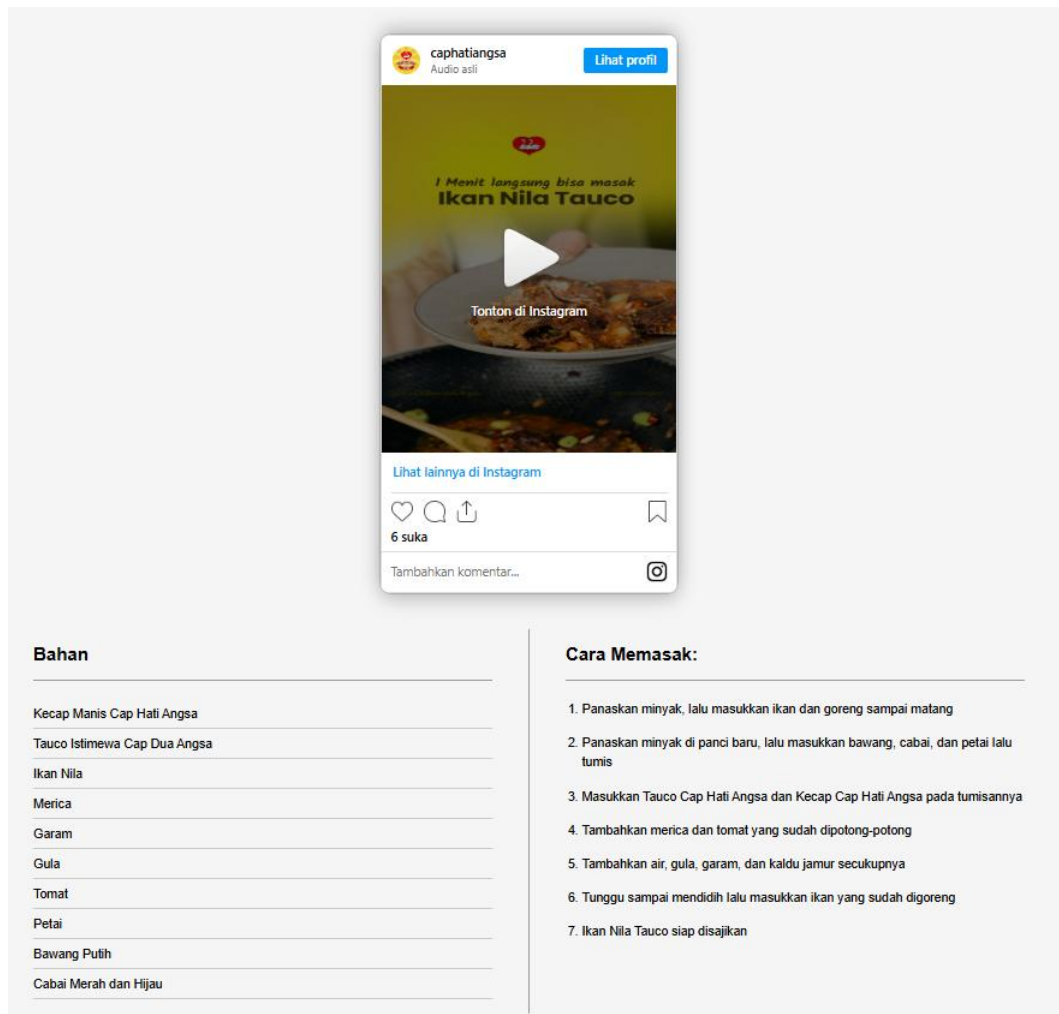 caphatiangsa
Audio asli
Lihat profil
1 Menit langsung bisa masak
Ikan Nila Tauco
Tonton di Instagram
Lihat lainnya di Instagram
6 suka
Tambahkan komentar...
Bahan
Kecap Manis Cap Hati Angsa
Tauco Istimewa Cap Dua Angsa
Ikan Nila
Merica
Garam
Gula
Tomat
Petai
Bawang Putih
Cabai Merah dan Hijau
Cara Memasak:
1. Panaskan minyak, lalu masukkan ikan dan goreng sampai matang
2. Panaskan minyak di panci baru, lalu masukkan bawang, cabai, dan petai lalu
tumis
3. Masukkan Tauco Cap Hati Angsa dan Kecap Cap Hati Angsa pada tumisannya
4. Tambahkan merica dan tomat yang sudah dipotong-potong
5. Tambahkan air, gula, garam, dan kaldu jamur secukupnya
6. Tunggu sampai mendidih lalu masukkan ikan yang sudah digoreng
7. Ikan Nila Tauco siap disajikan